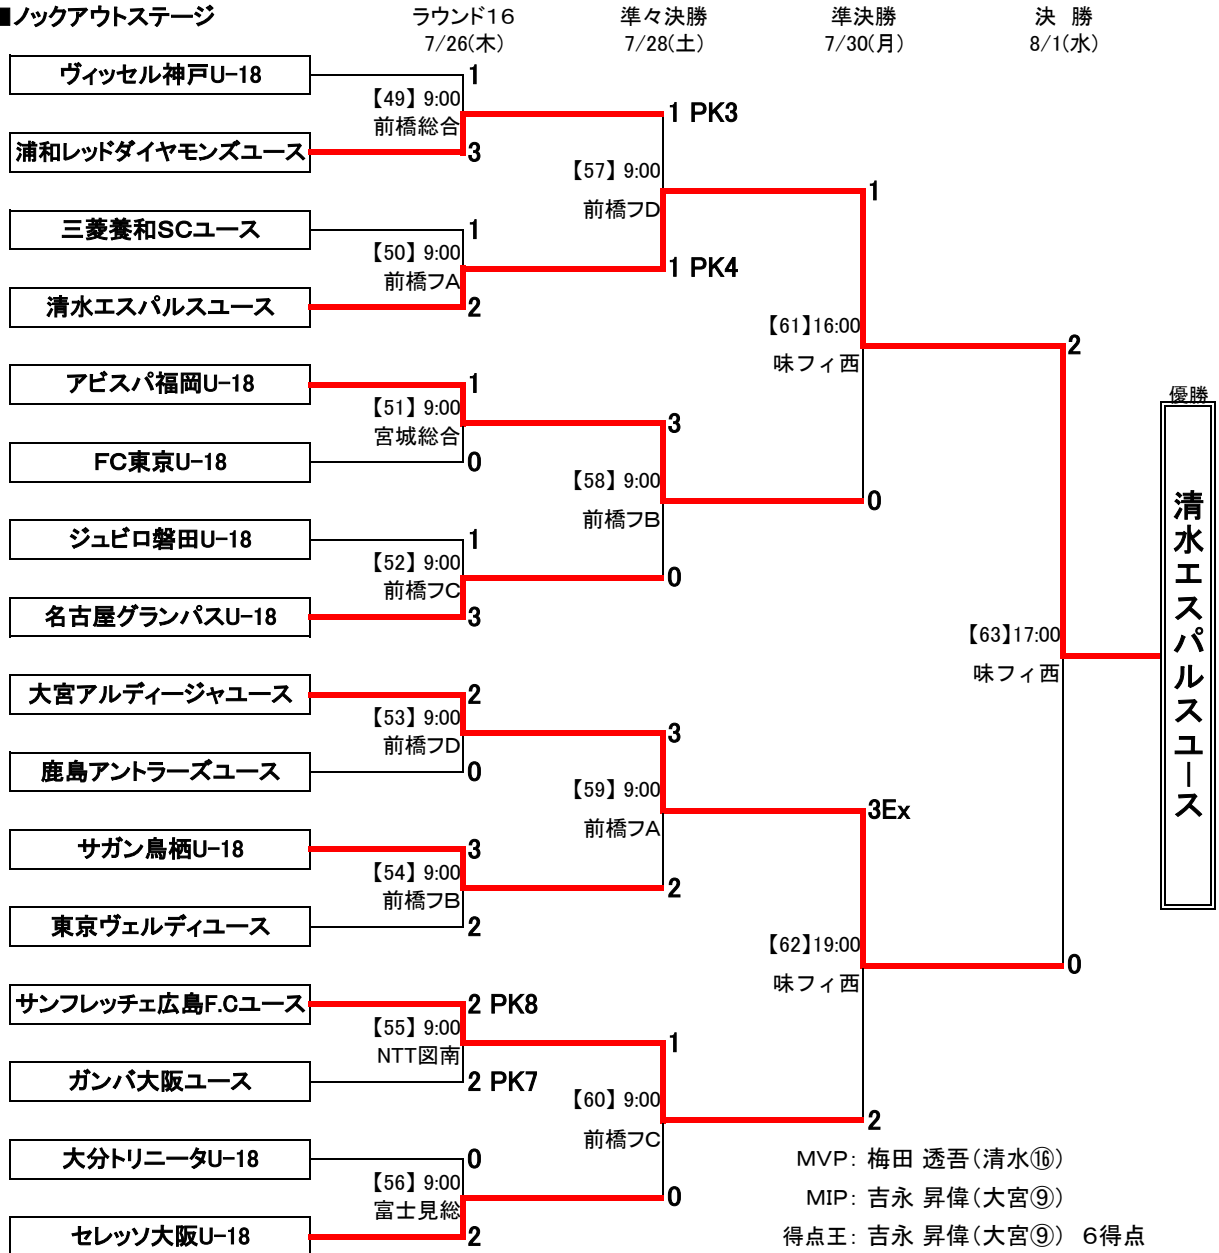 ■ノックアウトステージ
ラウンド16 準々決勝 準決勝 決 勝
7/26(木) 7/28(土) 7/30(月) 8/1(水)
ヴィッセル神戸U-18 1
【49】 9:00
前橋総合
1 PK3
浦和レッドダイヤモンズユース 3
【57】 9:00
前橋フD
1
三菱養和SCユース 1
【50】 9:00
前橋フA
1 PK4
清水エスパルスユース 2
【61】16:00
味フィ西
2
アビスパ福岡U-18 1
【51】 9:00
宮城総合
3
FC東京U-18 0
【58】 9:00
前橋フB
0
ジュビロ磐田U-18 1
【52】 9:00
前橋フC
0
名古屋グランパスU-18 3
【63】17:00
味フィ西
優勝
清水エスパルスユース
大宮アルディージャユース 2
【53】 9:00
前橋フD
3
鹿島アントラーズユース 0
【59】 9:00
前橋フA
3Ex
サガン鳥栖U-18 3
【54】 9:00
前橋フB
2
東京ヴェルディユース 2
【62】19:00
味フィ西
0
サンフレッチェ広島F.Cユース 2 PK8
【55】 9:00
NTT図南
1
ガンバ大阪ユース 2 PK7
【60】 9:00
前橋フC
2
大分トリニータU-18 0
【56】 9:00
富士見総
0
セレッソ大阪U-18 2
MVP: 梅田 透吾(清水⑯)
MIP: 吉永 昇偉(大宮⑨)
得点王: 吉永 昇偉(大宮⑨) 6得点